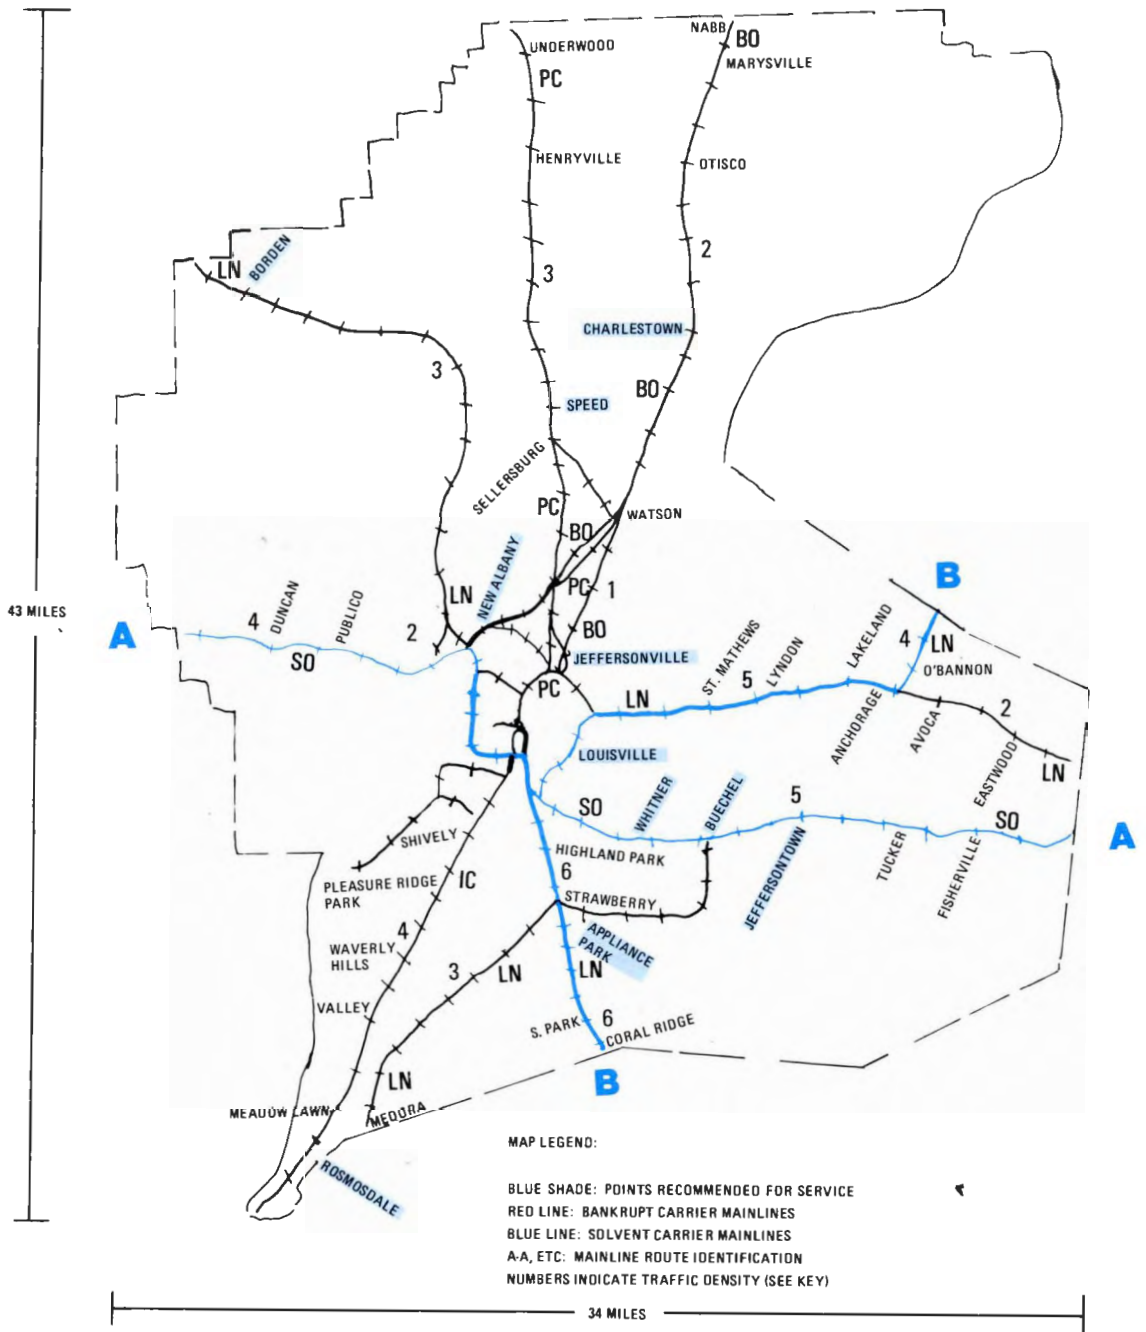 NABB
BO
UNDERWOOD
MARYSVILLE
PC
HENRYVILLE
OTISCO
LN
BORDEN
2
3
CHARLESTOWN
3
BO
SPEED
SELLERSBURG
PC
WATSON
BO
NEW ALBANY
B
PC
1
LN
43 MILES
4
DUNCAN
PUBLICO
2
BO
ST. MATHEWS
LYNDON
LAKELAND
4
LN
A
SO
JEFFERSONVILLE
O'BANNON
PC
LN
5
ANCHORAGE
AVOCA
2
LOUISVILLE
EASTWOOD
LN
WHITNER
BUECHEL
5
SO
SO
A
SHIVELY
HIGHLAND PARK
JEFFERSONTOWN
TUCKER
FISHERVILLE
PLEASURE RIDGE
PARK
IC
6
STRAWBERRY
4
APPLIANCE
PARK
WAVERLY
HILLS
3
LN
LN
VALLEY
S. PARK
6
CORAL RIDGE
LN
B
MEADOW LAWN
MEDORA
ROSMOSDALE
MAP LEGEND:
BLUE SHADE: POINTS RECOMMENDED FOR SERVICE
RED LINE: BANKRUPT CARRIER MAINLINES
BLUE LINE: SOLVENT CARRIER MAINLINES
A-A, ETC: MAINLINE ROUTE IDENTIFICATION
NUMBERS INDICATE TRAFFIC DENSITY (SEE KEY)
34 MILES